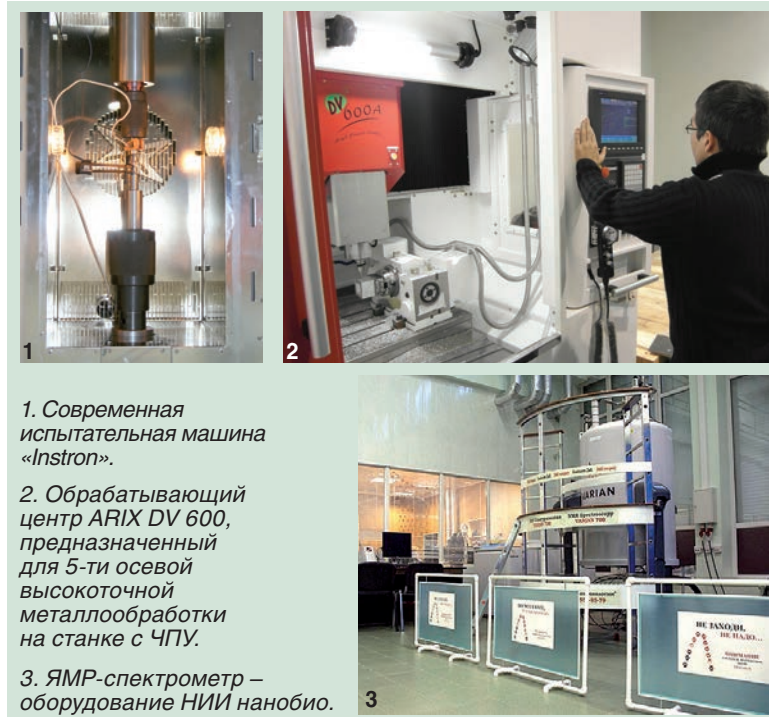 DV
600A
1
2
1. Современная
испытательная машина
«Instron».
2. Обрабатывающий
центр ARIX DV 600,
предназначенный
для 5-ти осевой
высокоточной
металлообработки
на станке с ЧПУ.
3. ЯМР-спектрометр –
оборудование НИИ нанобио.
ARIAN
НЕ ЗАХОДИ,
НЕ НАДО...
3